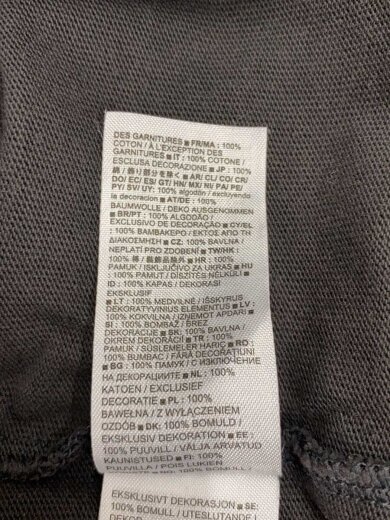 DES GARNITURES ■ FR/MA : 100%
COTON / À L'EXCEPTION DES
GARNITURES ■ IT : 100% COTONE /
ESCLUSA DECORAZIONE ■ JP : 100%
綿 / 飾り部分を除く ■ AR/ CL/ CO/ CR/
DO/ EC/ ES/ GT/ HN/ MX/ NI/ PA/ PE/
PY/ SV/ UY: 100% algodón / excluyendo
la decoracion ■ AT/DE : 100%
BAUMWOLLE / DEKO AUSGENOMMEN
■ BR/PT : 100% ALGODÃO /
EXCLUSIVO DE DECORAÇÃO ■ CY/EL
: 100% ΒΑΜΒΑΚΕΡΟ / ΕΚΤΟΣ ΑΠΟ ΤΗ
ΔΙΑΚΟΣΜΗΣΗ ■ CZ: 100% BAVLNA /
NEPLATÍ PRO ZDOBENÍ ■ TW/HK :
100% 棉 / 裝飾品除外 ■ HR : 100%
PAMUK / ISKLJUČIVO ZA UKRAS ■ HU
: 100% PAMUT / DÍSZÍTÉS NÉLKÜL ■
ID : 100% KAPAS / DEKORASI
EKSKLUSIF
■ LT : 100% MEDVILNĖ / IŠSKYRUS
DEKORATYVINIUS ELEMENTUS ■ LV :
100% KOKVILNA / IZŅEMOT APDARI ■
SI : 100% BOMBAŽ / BREZ
DEKORACIJE ■ SK: 100% BAVLNA /
OKREM DEKORÁCIÍ ■ TR : 100%
PAMUK / SÜSLEMELER HARİÇ ■ RO :
100% BUMBAC / FĂRĂ DECORAȚIUNI
■ BG : 100% ПАМУК / С ИЗКЛЮЧЕНИЕ
НА ДЕКОРАЦИИТЕ ■ NL : 100%
KATOEN / EXCLUSIEF
DECORATIE ■ PL : 100%
BAWEŁNA / Z WYŁĄCZENIEM
OZDÓB ■ DK: 100% BOMULD /
EKSKLUSIV DEKORATION ■ EE :
100% PUUVILL / VÄLJA ARVATUD
KAUNISTUSED ■ FI: 100%
PUUVILLA / POIS LUKIEN
■ NO: 100% BOMULL /
EKSKLUSIVT DEKORASJON ■ SE:
100% BOMULL / UTESLUTANDE